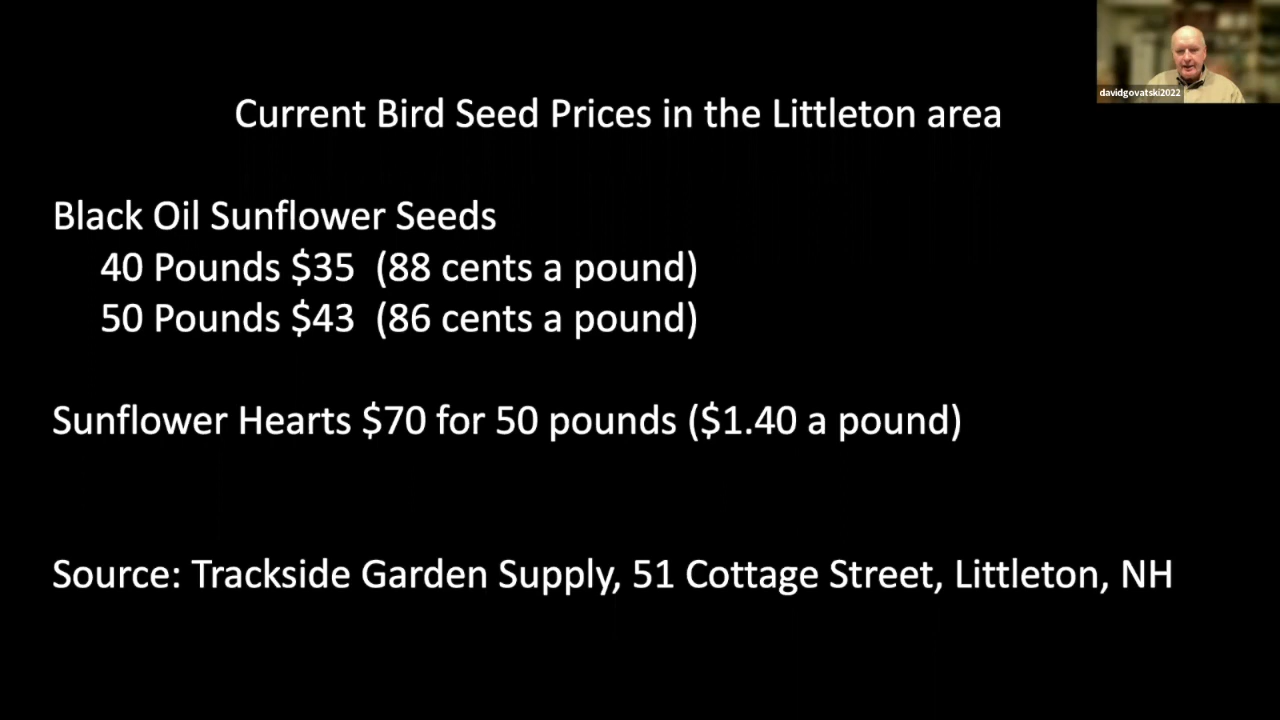 davidgovatski2022
Current Bird Seed Prices in the Littleton area
Black Oil Sunflower Seeds
40 Pounds $35 (88 cents a pound)
50 Pounds $43 (86 cents a pound)
Sunflower Hearts $70 for 50 pounds ($1.40 a pound)
Source: Trackside Garden Supply, 51 Cottage Street, Littleton, NH